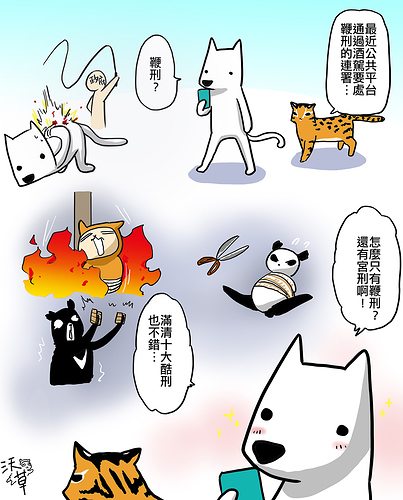 最近公共平台
通過酒駕要處
鞭刑的連署…
鞭刑？
怎麼只有鞭刑？
還有宮刑啊！
滿清十大酷刑
也不錯…
沃草